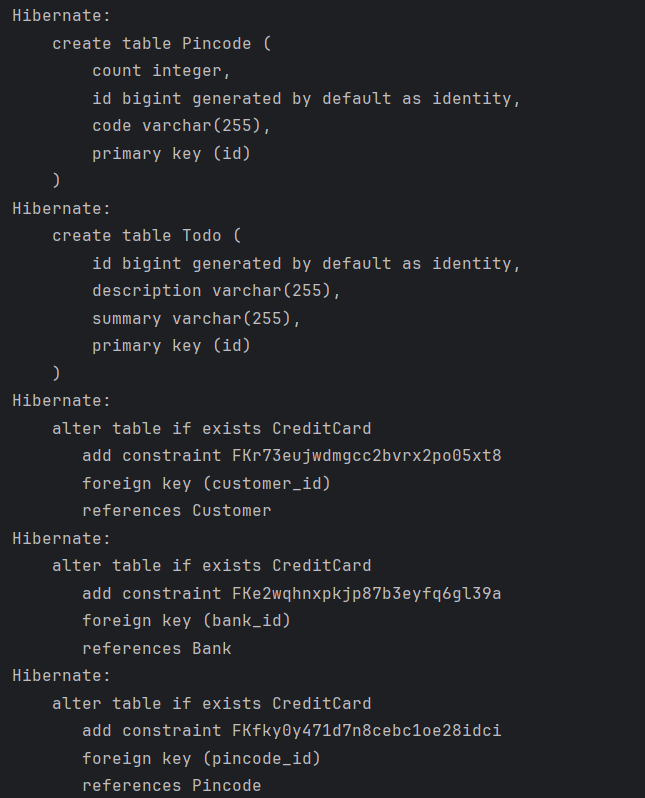 Hibernate:
    create table Pincode (
        count integer,
        id bigint generated by default as identity,
        code varchar(255),
        primary key (id)
    )
Hibernate:
    create table Todo (
        id bigint generated by default as identity,
        description varchar(255),
        summary varchar(255),
        primary key (id)
    )
Hibernate:
    alter table if exists CreditCard
       add constraint FKr73eujwdmgcc2bvrx2po05xt8
       foreign key (customer_id)
       references Customer
Hibernate:
    alter table if exists CreditCard
       add constraint FKe2wqhnxpkjp87b3eyfq6gl39a
       foreign key (bank_id)
       references Bank
Hibernate:
    alter table if exists CreditCard
       add constraint FKfky0y471d7n8cebc1oe28idci
       foreign key (pincode_id)
       references Pincode